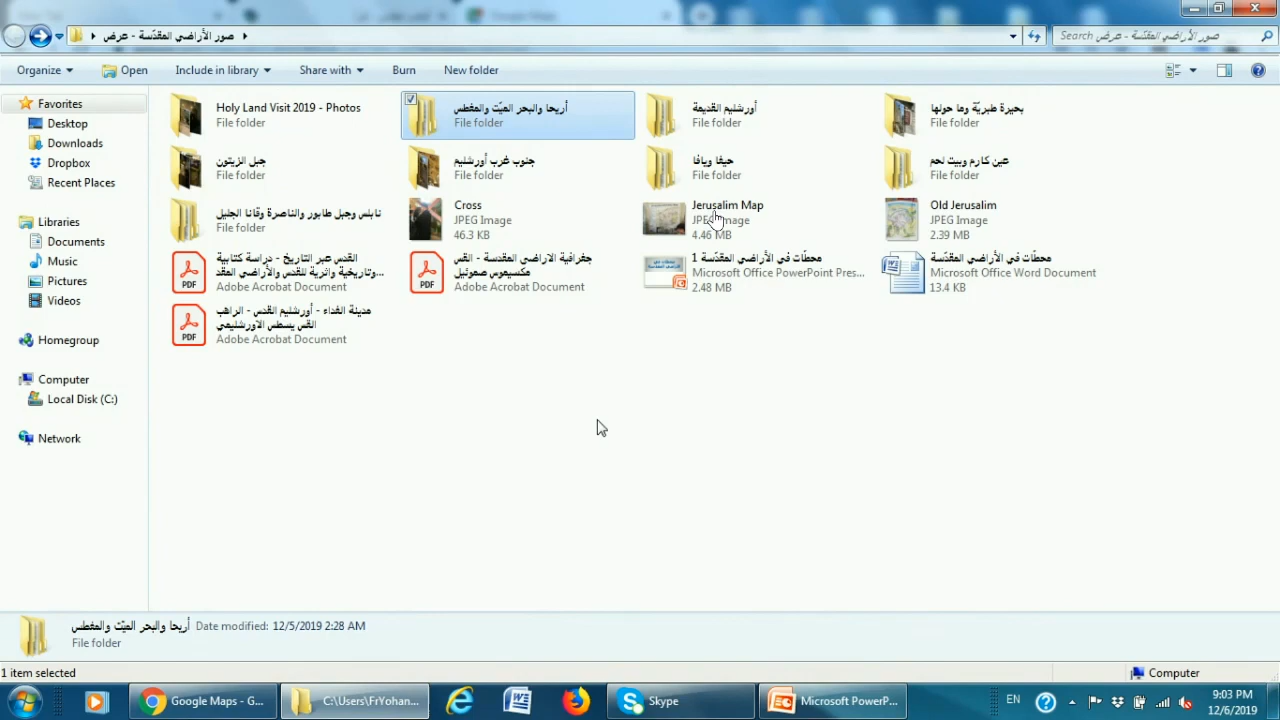 صور الأراضي المقدّسة - عرض
Search صور الأراضي المقدّسة - عرض
Organize
Open
Include in library
Share with
Burn
New folder
Favorites
Desktop
Downloads
Dropbox
Recent Places
Libraries
Documents
Music
Pictures
Videos
Homegroup
Computer
Local Disk (C:)
Network
Holy Land Visit 2019 - Photos
File folder
أريحا والبحر الميّت والمغطس
File folder
أورشليم القديمة
File folder
بحيرة طبريّة وما حولها
File folder
جبل الزيتون
File folder
جنوب غرب أورشليم
File folder
حيفا ويافا
File folder
عين كارم وبيت لحم
File folder
نابلس وجبل طابور والناصرة وقانا الجليل
File folder
Cross
JPEG Image
46.3 KB
Jerusalim Map
JPEG Image
4.46 MB
Old Jerusalim
JPEG Image
2.39 MB
القدس عبر التاريخ - دراسة كتابية
وتاريخية واثرية للقدس والأراضي المقد...
Adobe Acrobat Document
جغرافية الاراضي المقدسة - القس
مكسيموس صموئيل
Adobe Acrobat Document
محطّات في الأراضي المقدّسة 1
Microsoft Office PowerPoint Pres...
2.48 MB
محطّات في الأراضي المقدّسة
Microsoft Office Word Document
13.4 KB
مدينة الفداء - أورشليم القدس - الراهب
القس يسطس الاورشليمي
Adobe Acrobat Document
أريحا والبحر الميّت والمغطس Date modified: 12/5/2019 2:28 AM
File folder
1 item selected
Computer
Google Maps - G...
C:\Users\FrYohan...
Skype
Microsoft PowerP...
EN
9:03 PM
12/6/2019